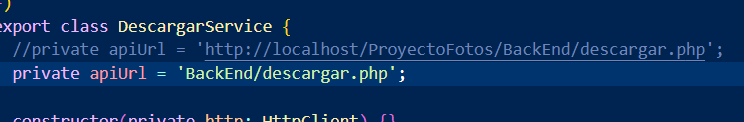 export class DescargarService {
//private apiUrl = 'http://localhost/ProyectoFotos/BackEnd/descargar.php';
private apiUrl = 'BackEnd/descargar.php';
constructor(private http: HttpClient) {}